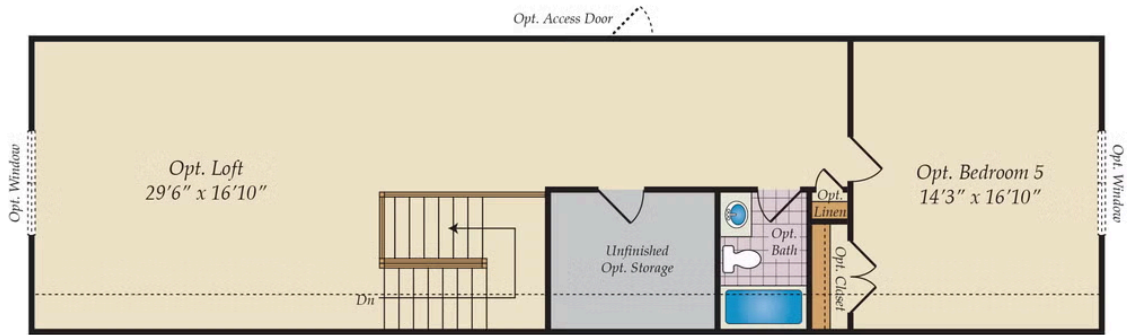 Opt. Access Door
Opt. Window
Opt. Loft
29'6" x 16'10"
Opt. Bedroom 5
14'3" x 16'10"
Opt. Window
Opt.
Linen
Opt.
Bath
Unfinished
Opt. Storage
Opt. Closet
Dn